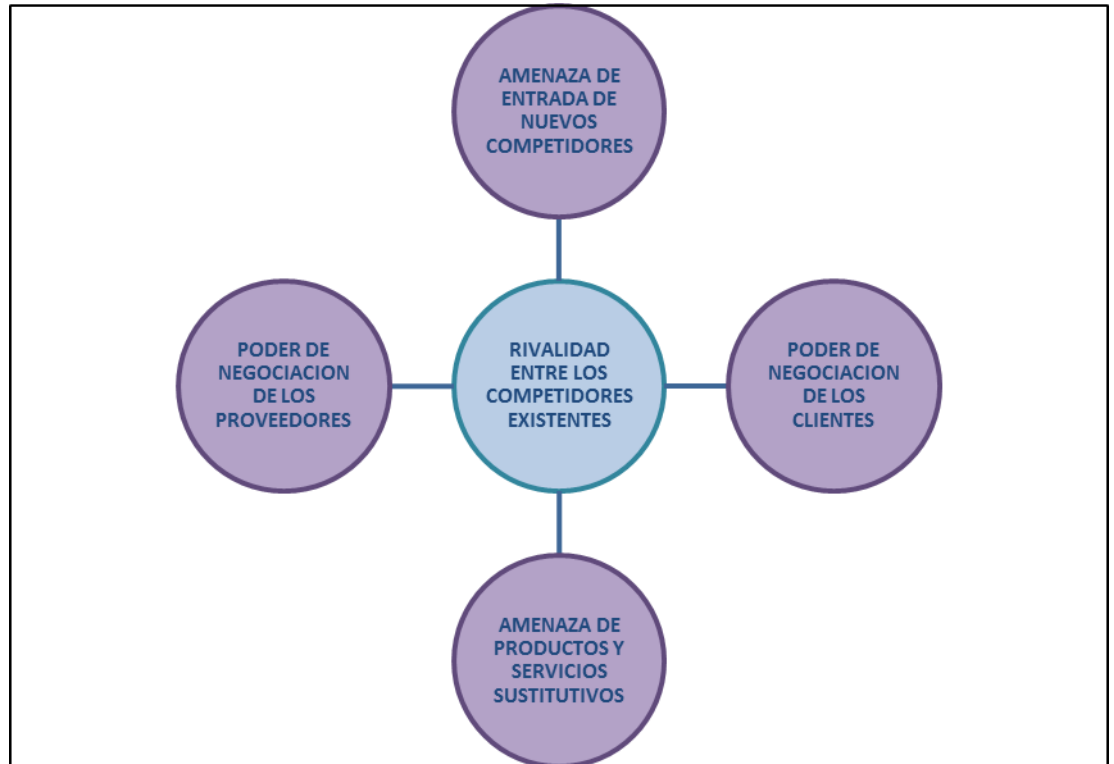 AMENAZA DE
ENTRADA DE
NUEVOS
COMPETIDORES
PODER DE
NEGOCIACION
DE LOS
PROVEEDORES
RIVALIDAD
ENTRE LOS
COMPETIDORES
EXISTENTES
PODER DE
NEGOCIACION
DE LOS
CLIENTES
AMENAZA DE
PRODUCTOS Y
SERVICIOS
SUSTITUTIVOS